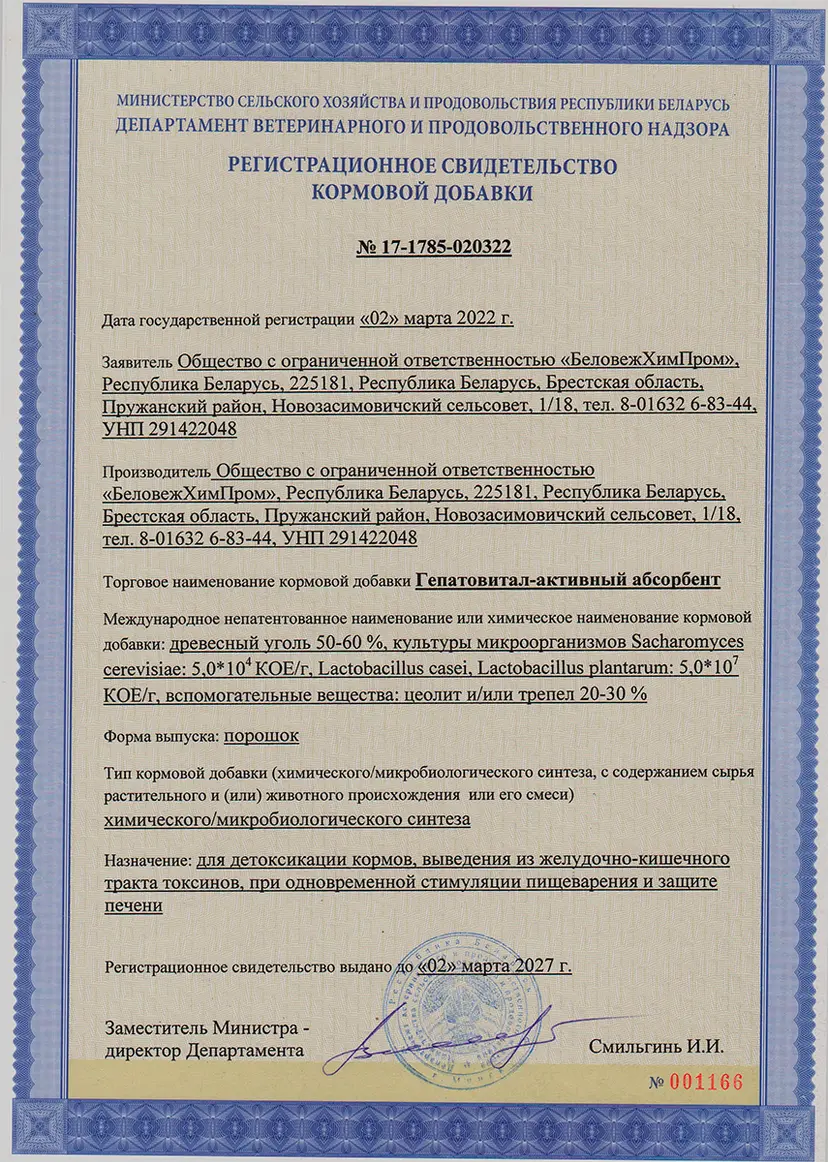 МИНИСТЕРСТВО СЕЛЬСКОГО ХОЗЯЙСТВА И ПРОДОВОЛЬСТВИЯ РЕСПУБЛИКИ БЕЛАРУСЬ
ДЕПАРТАМЕНТ ВЕТЕРИНАРНОГО И ПРОДОВОЛЬСТВЕННОГО НАДЗОРА
РЕГИСТРАЦИОННОЕ СВИДЕТЕЛЬСТВО
КОРМОВОЙ ДОБАВКИ
№ 17-1785-020322
Дата государственной регистрации «02» марта 2022 г.
Заявитель Общество с ограниченной ответственностью «БеловежХимПром»,
Республика Беларусь, 225181, Республика Беларусь, Брестская область,
Пружанский район, Новозасимовичский сельсовет, 1/18, тел. 8-01632 6-83-44,
УНП 291422048
Производитель Общество с ограниченной ответственностью
«БеловежХимПром», Республика Беларусь, 225181, Республика Беларусь,
Брестская область, Пружанский район, Новозасимовичский сельсовет, 1/18,
тел. 8-01632 6-83-44, УНП 291422048
Торговое наименование кормовой добавки Гепатовитал-активный абсорбент
Международное непатентованное наименование или химическое наименование кормовой
добавки: древесный уголь 50-60 %, культуры микроорганизмов Sacharomyces
cerevisiae: 5,0*10⁴ КОЕ/г, Lactobacillus casei, Lactobacillus plantarum: 5,0*10⁷
КОЕ/г, вспомогательные вещества: цеолит и/или трепел 20-30 %
Форма выпуска: порошок
Тип кормовой добавки (химического/микробиологического синтеза, с содержанием сырья
растительного и (или) животного происхождения или его смеси)
химического/микробиологического синтеза
Назначение: для детоксикации кормов, выведения из желудочно-кишечного
тракта токсинов, при одновременной стимуляции пищеварения и защите
печени
Регистрационное свидетельство выдано до «02» марта 2027 г.
Заместитель Министра -
директор Департамента
Смильгинь И.И.
№ 001166